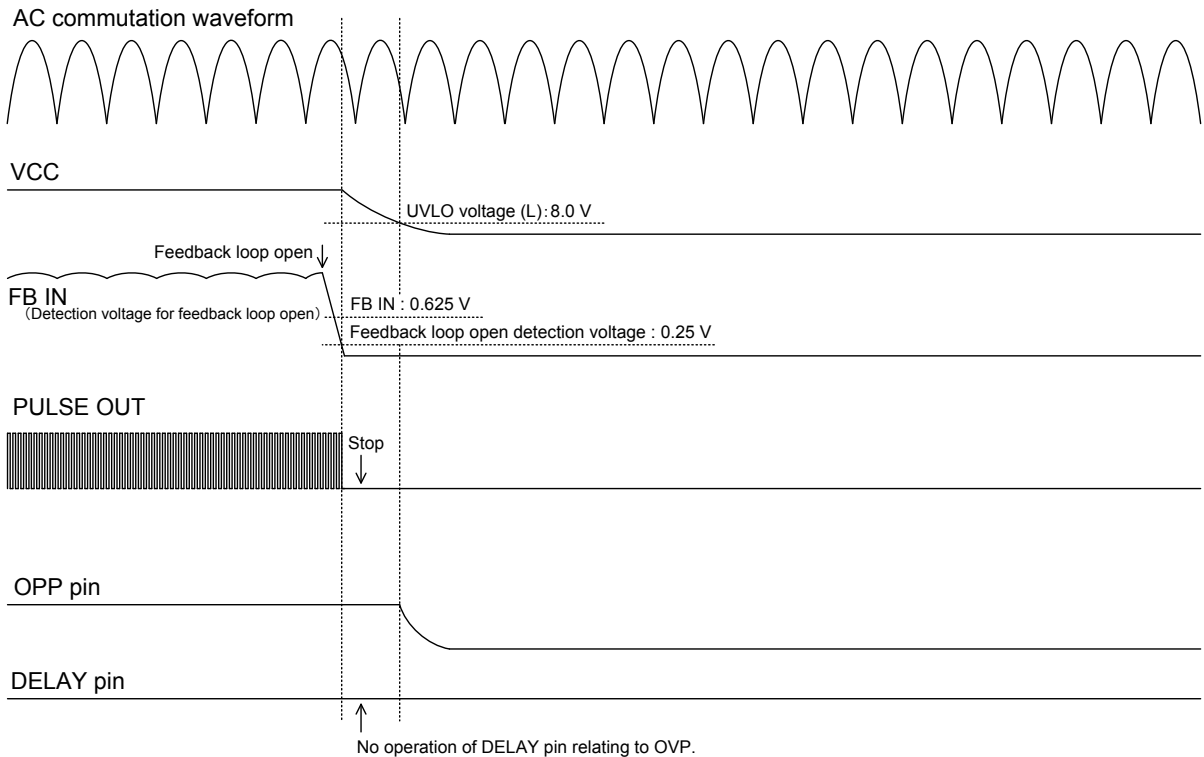 AC commutation waveform
VCC
UVLO voltage (L):8.0 V
Feedback loop open
FB IN
(Detection voltage for feedback loop open)
FB IN : 0.625 V
Feedback loop open detection voltage : 0.25 V
PULSE OUT
Stop
OPP pin
DELAY pin
No operation of DELAY pin relating to OVP.